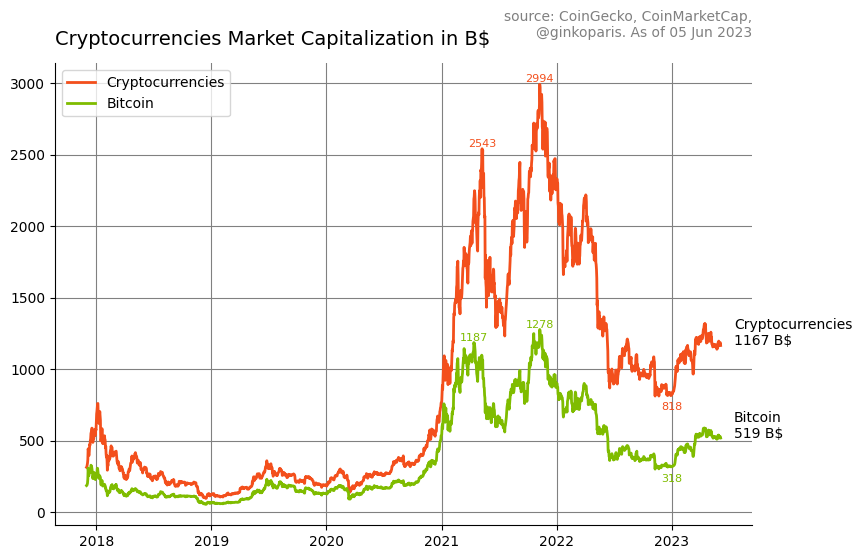 source: CoinGecko, CoinMarketCap,
@ginkoparis. As of 05 Jun 2023
Cryptocurrencies Market Capitalization in B$
Cryptocurrencies
Bitcoin
3000
2500
2000
1500
1000
500
0
2994
2543
1278
1187
818
318
Cryptocurrencies
1167 B$
Bitcoin
519 B$
2018 2019 2020 2021 2022 2023